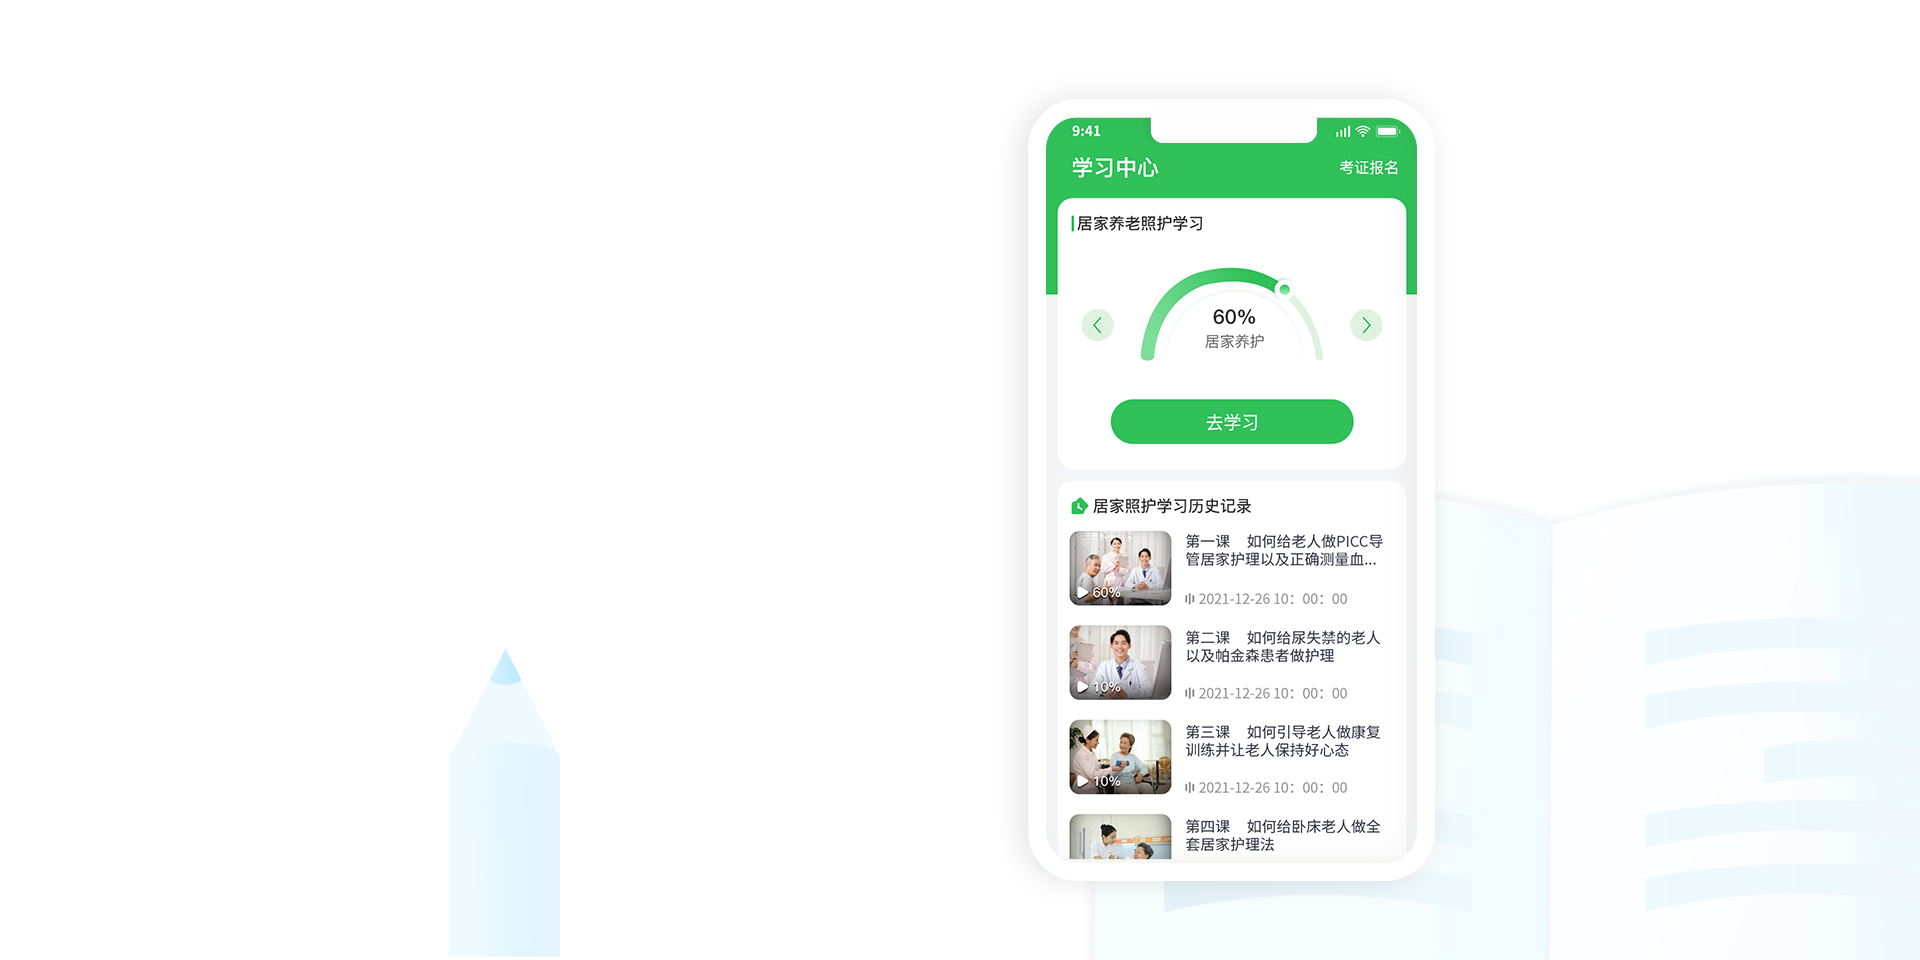 9:41
学习中心
考证报名
居家养老照护学习
60%
居家养护
去学习
居家照护学习历史记录
第一课 如何给老人做PICC导
管居家护理以及正确测量血...
60%
2021-12-26 10：00：00
第二课 如何给尿失禁的老人
以及帕金森患者做护理
10%
2021-12-26 10：00：00
第三课 如何引导老人做康复
训练并让老人保持好心态
10%
2021-12-26 10：00：00
第四课 如何给卧床老人做全
套居家护理法